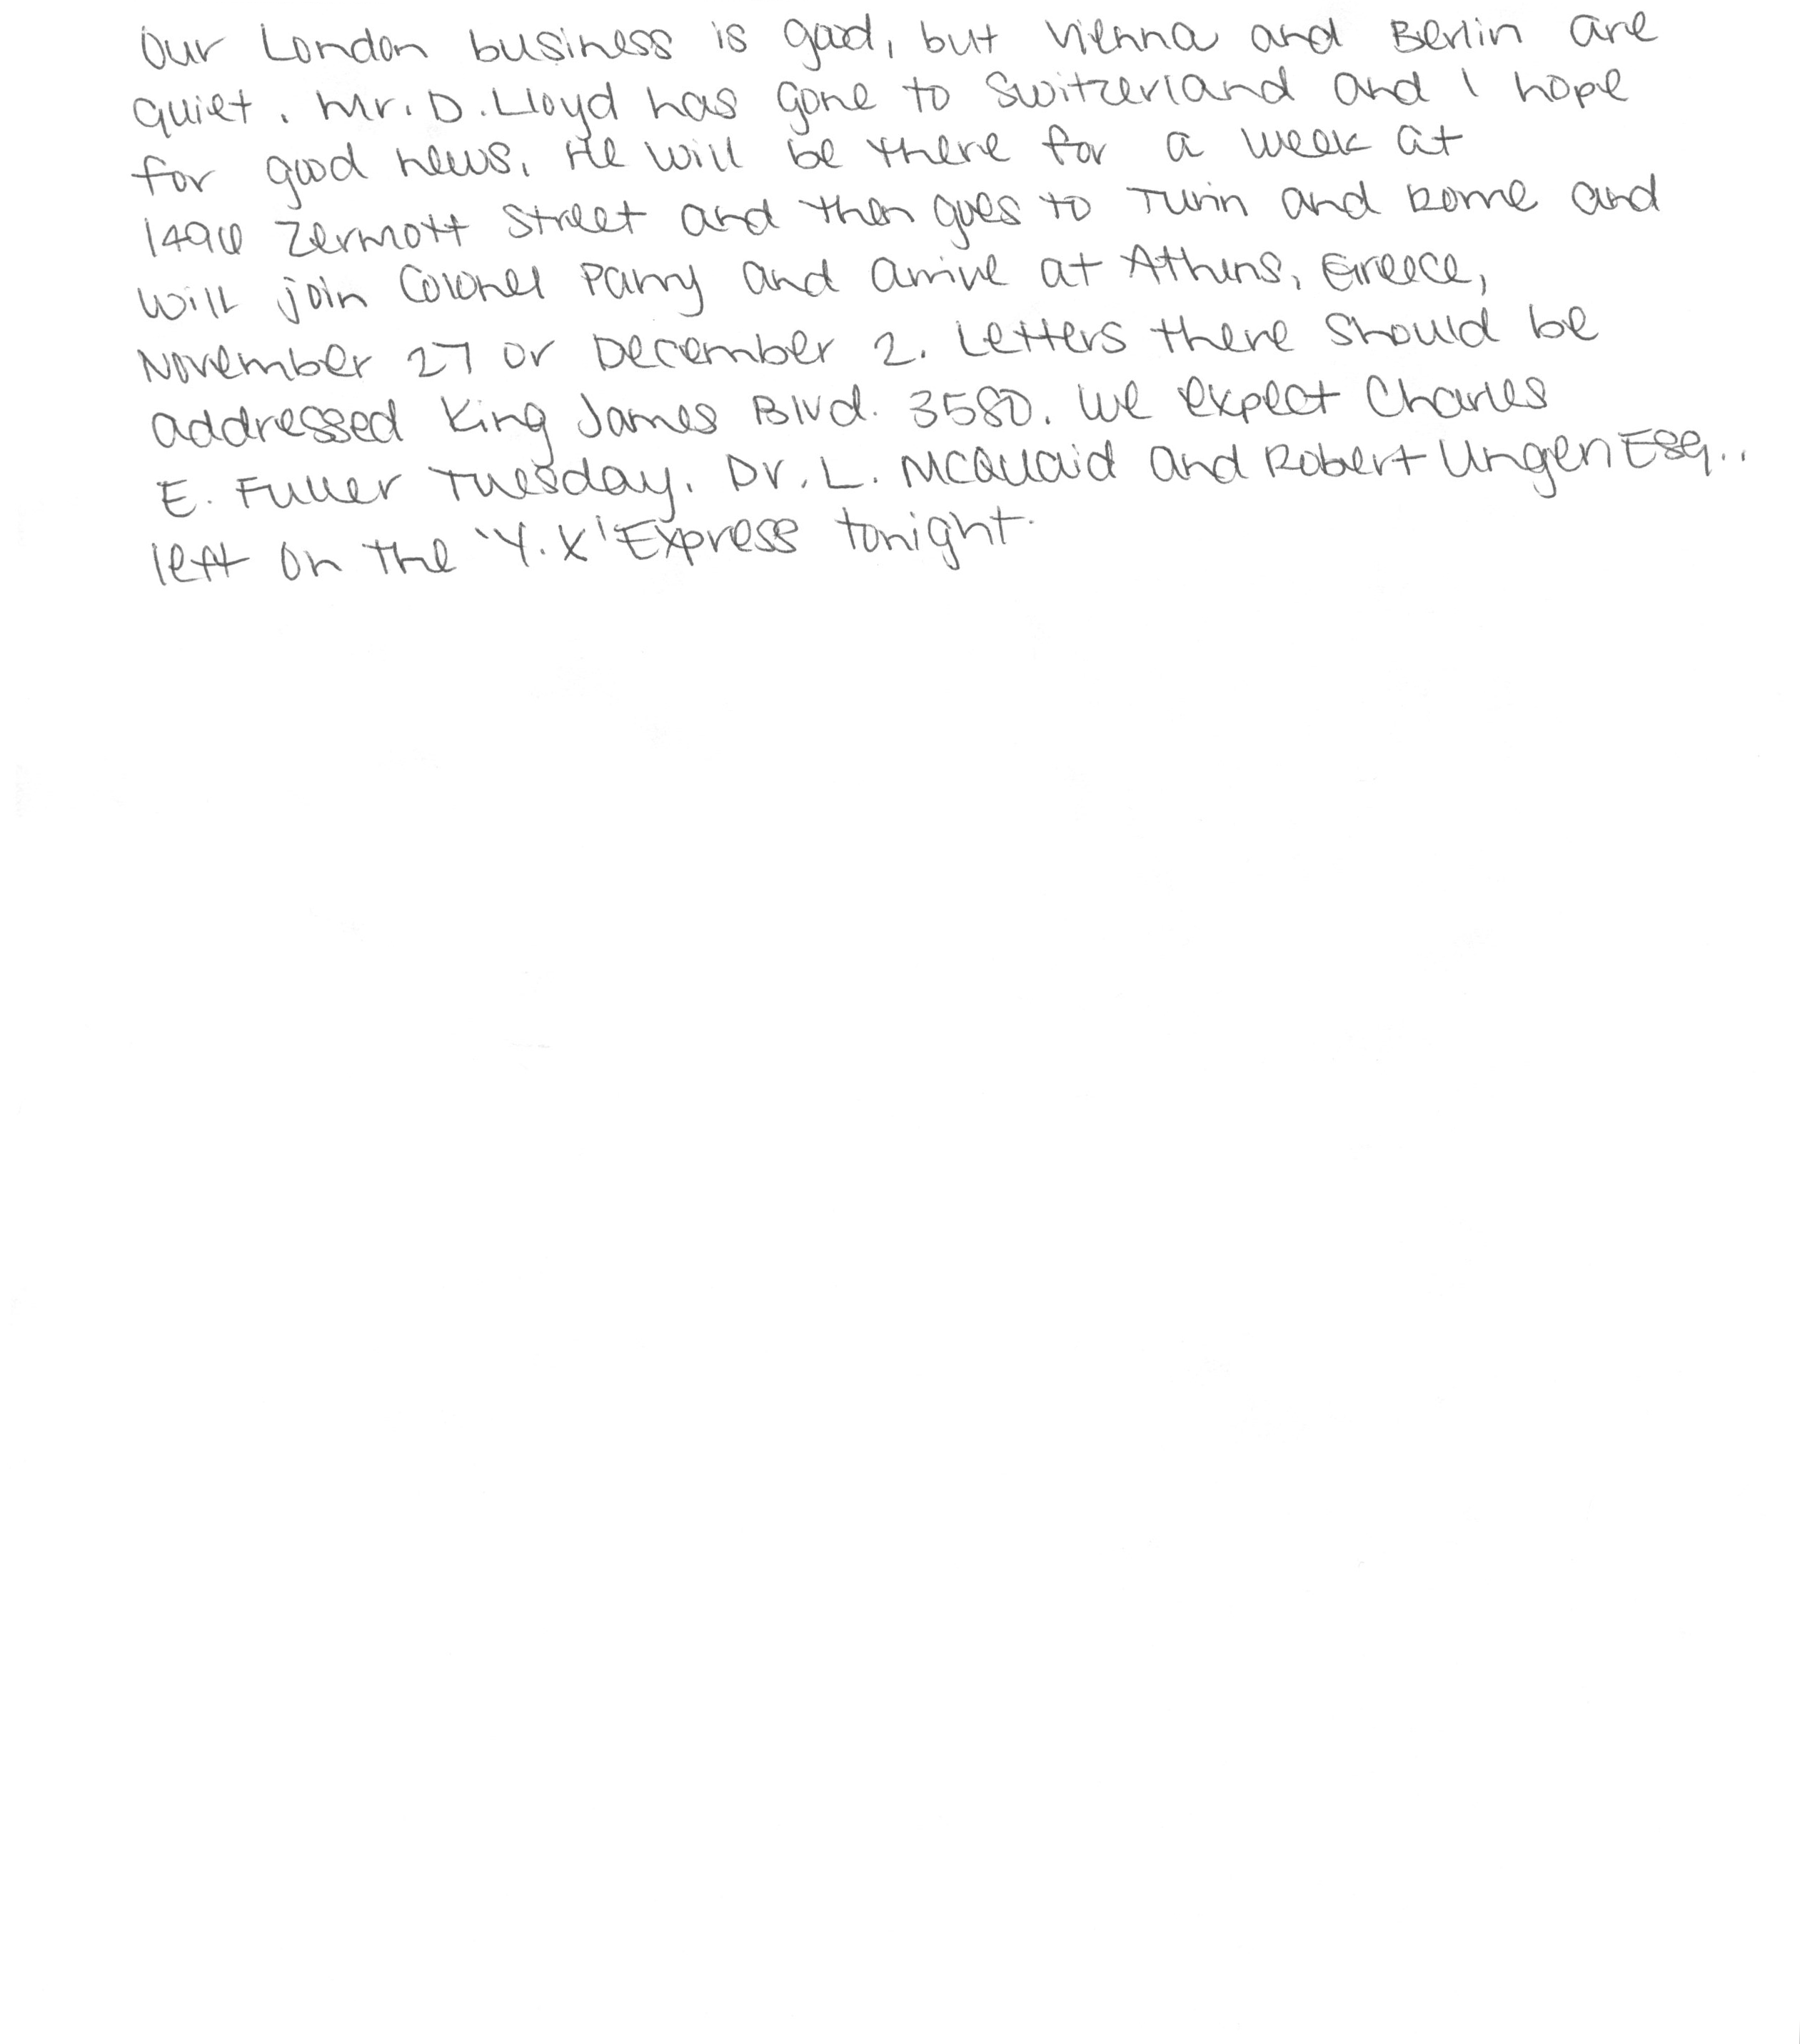 Our London business is good, but Vienna and Berlin are
quiet. Mr. D. Lloyd has gone to Switzerland and I hope
for good news. He will be there for a week at
1496 Zermott Street and then goes to Turin and Rome and
will join Colonel Parry and arrive at Athens, Greece,
November 27 or December 2. Letters there should be
addressed King James Blvd. 3580. We expect Charles
E. Fuller Tuesday. Dr. L. McQuaid and Robert Ungen Esq..
left on the 'Y.X' Express tonight.